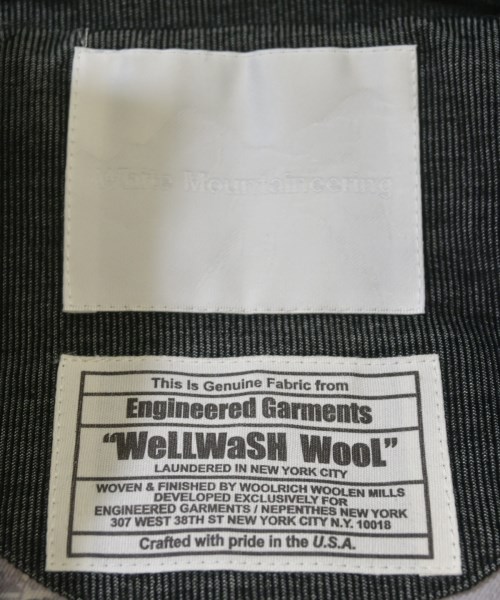 White Mountaineering
This Is Genuine Fabric from
Engineered Garments
"WeLLWaSH WooL"
LAUNDERED IN NEW YORK CITY
WOVEN & FINISHED BY WOOLRICH WOOLEN MILLS
DEVELOPED EXCLUSIVELY FOR
ENGINEERED GARMENTS / NEPENTHES NEW YORK
307 WEST 38TH ST NEW YORK CITY N.Y. 10018
Crafted with pride in the U.S.A.